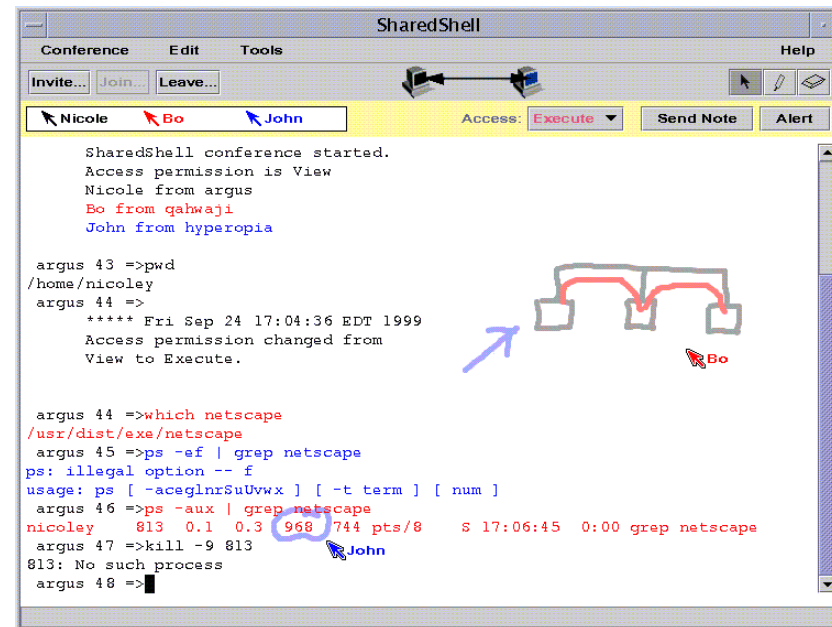 SharedShell
Conference Edit Tools Help
Invite... Join... Leave...
Nicole Bo John Access: Execute Send Note Alert
SharedShell conference started.
Access permission is View
Nicole from argus
Bo from qahwaji
John from hyperopia
argus 43 =>pwd
/home/nicoley
argus 44 =>
***** Fri Sep 24 17:04:36 EDT 1999
Access permission changed from
View to Execute.
Bo
argus 44 =>which netscape
/usr/dist/exe/netscape
argus 45 =>ps -ef | grep netscape
ps: illegal option -- f
usage: ps [ -aceglnrSuUvwx ] [ -t term ] [ num ]
argus 46 =>ps -aux | grep netscape
nicoley 813 0.1 0.3 968 744 pts/8 S 17:06:45 0:00 grep netscape
argus 47 =>kill -9 813
John
813: No such process
argus 48 =>